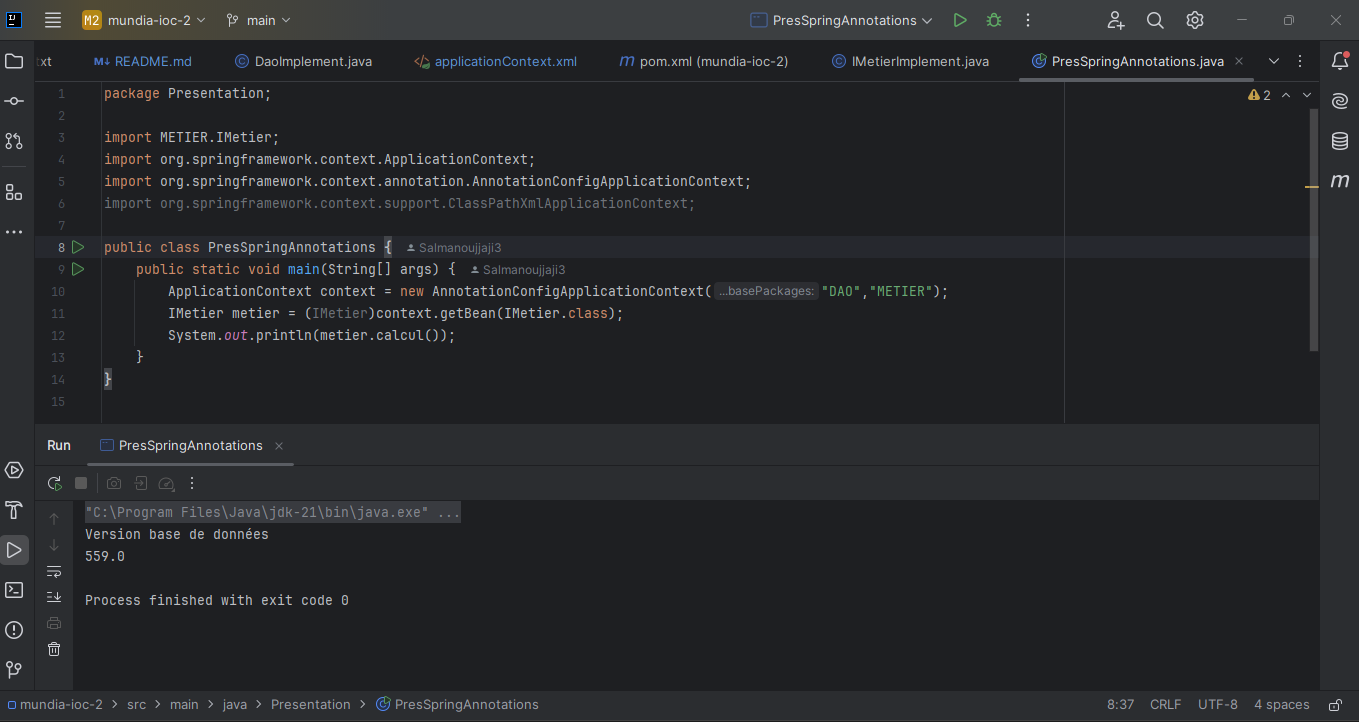 M2 mundia-ioc-2 main PresSpringAnnotations
:xt README.md DaoImplement.java applicationContext.xml pom.xml (mundia-ioc-2) IMetierImplement.java PresSpringAnnotations.java
1 package Presentation; 2
2
3 import METIER.IMetier;
4 import org.springframework.context.ApplicationContext;
5 import org.springframework.context.annotation.AnnotationConfigApplicationContext;
6 import org.springframework.context.support.ClassPathXmlApplicationContext;
7
8 public class PresSpringAnnotations { Salmanoujjaji3
9 public static void main(String[] args) { Salmanoujjaji3
10 ApplicationContext context = new AnnotationConfigApplicationContext( ...basePackages: "DAO","METIER");
11 IMetier metier = (IMetier)context.getBean(IMetier.class);
12 System.out.println(metier.calcul());
13 }
14 }
15
Run PresSpringAnnotations
"C:\Program Files\Java\jdk-21\bin\java.exe" ...
Version base de données
559.0
Process finished with exit code 0
mundia-ioc-2 > src > main > java > Presentation > PresSpringAnnotations 8:37 CRLF UTF-8 4 spaces